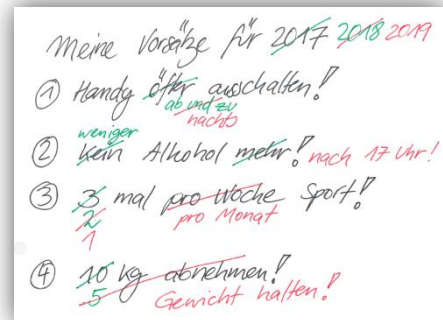 Meine Vorsätze für 2017 2018 2019
① Handy öfter ausschalten!
ab und zu
nachts
weniger
② Kein Alkohol mehr! nach 17 Uhr!
③ 3 mal pro Woche Sport!
2 pro Monat
1
④ 10 kg abnehmen!
5 Gewicht halten!